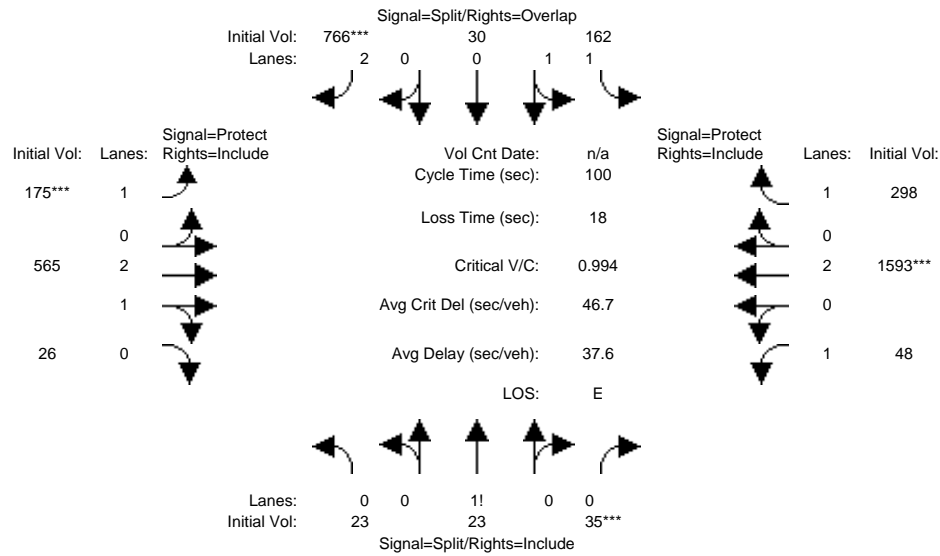 Signal=Split/Rights=Overlap
Initial Vol: 766*** 30 162
Lanes: 2 0 0 1 1
Signal=Protect
Initial Vol: Lanes: Rights=Include
Vol Cnt Date: n/a
Signal=Protect
Rights=Include Lanes: Initial Vol:
Cycle Time (sec): 100
175*** 1
1 298
Loss Time (sec): 18
0
0
565 2
Critical V/C: 0.994
2 1593***
1
Avg Crit Del (sec/veh): 46.7
0
26 0
Avg Delay (sec/veh): 37.6
1 48
LOS: E
Lanes: 0 0 1! 0 0
Initial Vol: 23 23 35***
Signal=Split/Rights=Include